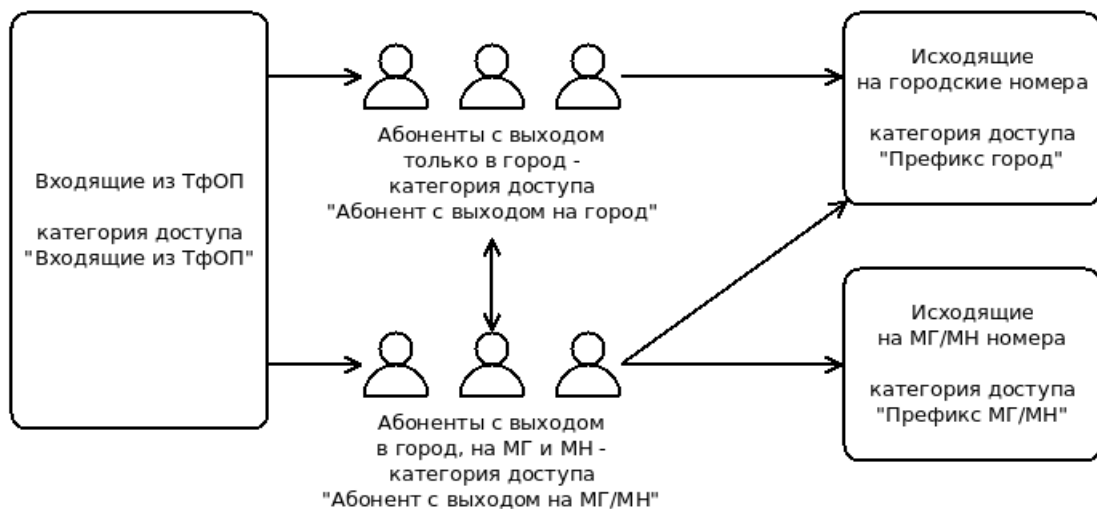 Входящие из ТфОП
категория доступа
"Входящие из ТфОП"
Абоненты с выходом
только в город -
категория доступа
"Абонент с выходом на город"
Абоненты с выходом
в город, на МГ и МН -
категория доступа
"Абонент с выходом на МГ/МН"
Исходящие
на городские номера
категория доступа
"Префикс город"
Исходящие
на МГ/МН номера
категория доступа
"Префикс МГ/МН"